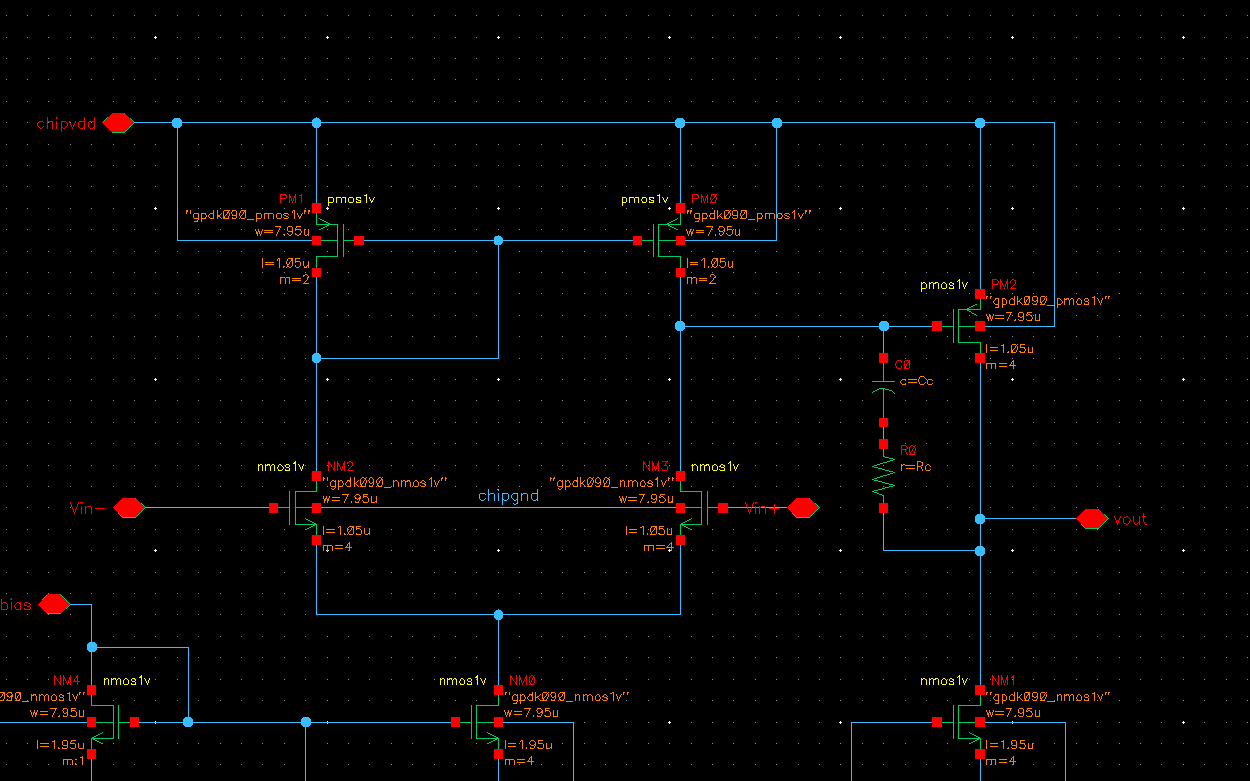 chipvdd
PM1
pmos1v
"gpdk090_pmos1v"
w=7.95u
l=1.05u
m=2
pmos1v
PM0
"gpdk090_pmos1v"
w=7.95u
l=1.05u
m=2
pmos1v
PM2
"gpdk090_pmos1v"
w=7.95u
l=1.05u
m=4
C0
c=Cc
R0
r=Rc
nmos1v
NM2
"gpdk090_nmos1v"
w=7.95u
l=1.05u
m=4
chipgnd
NM3
nmos1v
"gpdk090_nmos1v"
w=7.95u
l=1.05u
m=4
Vin-
Vin+
vout
bias
NM4
nmos1v
90_nmos1v"
w=7.95u
l=1.95u
m:1
nmos1v
NM0
"gpdk090_nmos1v"
w=7.95u
l=1.95u
m=4
nmos1v
NM1
"gpdk090_nmos1v"
w=7.95u
l=1.95u
m=4